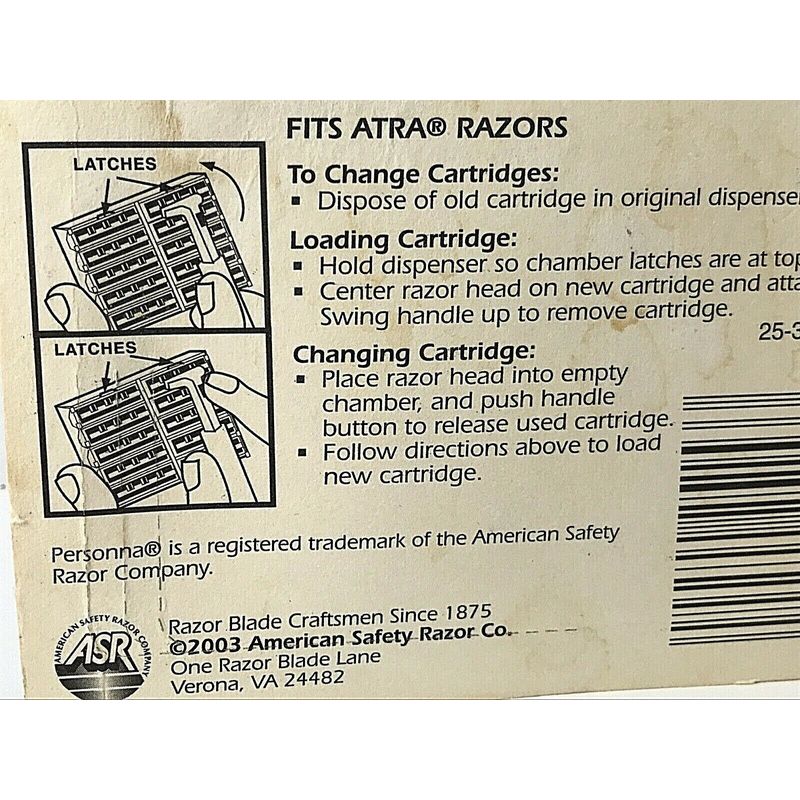 FITS ATRA® RAZORS
LATCHES
LATCHES
To Change Cartridges:
▪ Dispose of old cartridge in original
Loading Cartridge:
▪ Hold dispenser so chamber latches are at
▪ Center razor head on new cartridge and
Swing handle up to remove cartridge.
25-3
Changing Cartridge:
▪ Place razor head into empty
chamber, and push handle
button to release used cartridge.
▪ Follow directions above to load
new cartridge.
Personna® is a registered trademark of the American Safety
Razor Company.
AMERICAN SAFETY RAZOR COMPANY
ASR
Razor Blade Craftsmen Since 1875
©2003 American Safety Razor Co.
One Razor Blade Lane
Verona, VA 24482